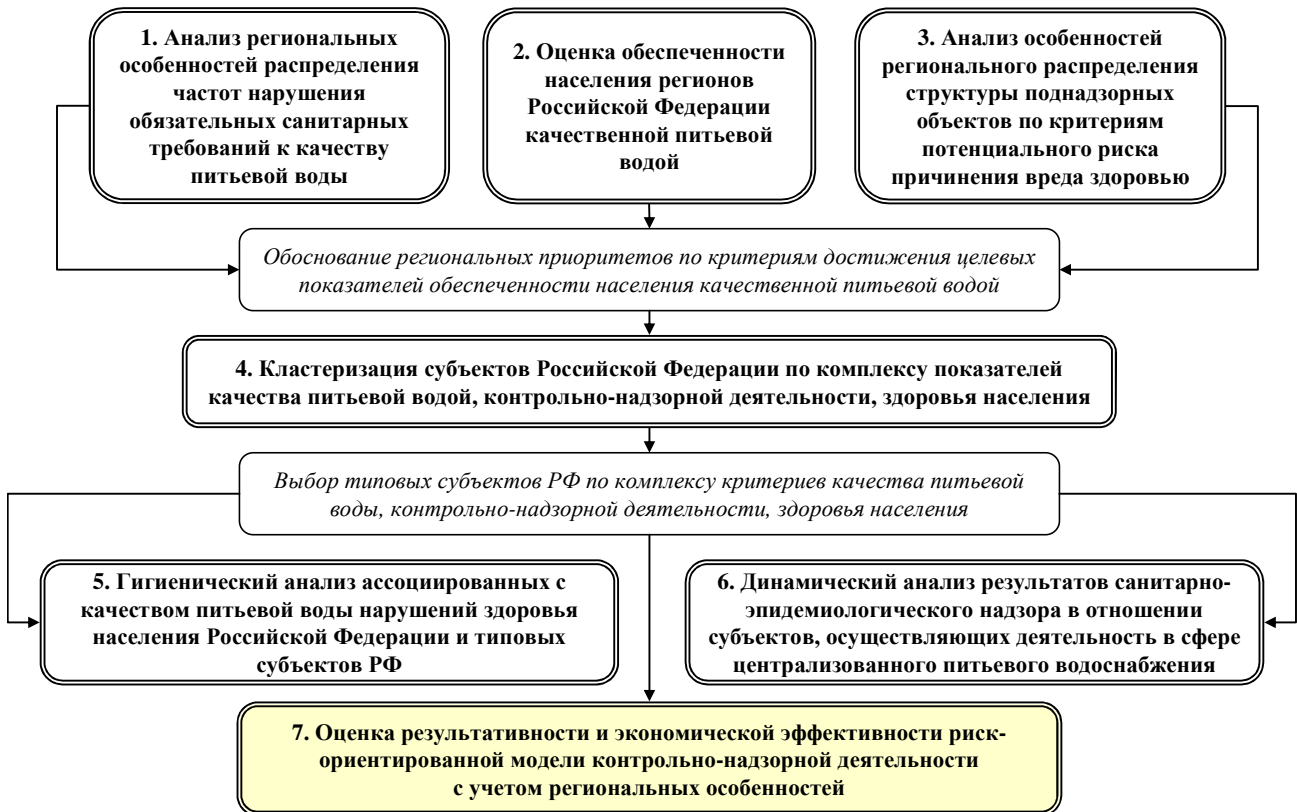 1. Анализ региональных
особенностей распределения
частот нарушения
обязательных санитарных
требований к качеству
питьевой воды
2. Оценка обеспеченности
населения регионов
Российской Федерации
качественной питьевой
водой
3. Анализ особенностей
регионального распределения
структуры поднадзорных
объектов по критериям
потенциального риска
причинения вреда здоровью
Обоснование региональных приоритетов по критериям достижения целевых
показателей обеспеченности населения качественной питьевой водой
4. Кластеризация субъектов Российской Федерации по комплексу показателей
качества питьевой водой, контрольно-надзорной деятельности, здоровья населения
Выбор типовых субъектов РФ по комплексу критериев качества питьевой
воды, контрольно-надзорной деятельности, здоровья населения
5. Гигиенический анализ ассоциированных с
качеством питьевой воды нарушений здоровья
населения Российской Федерации и типовых
субъектов РФ
6. Динамический анализ результатов санитарно-
эпидемиологического надзора в отношении
субъектов, осуществляющих деятельность в сфере
централизованного питьевого водоснабжения
7. Оценка результативности и экономической эффективности риск-
ориентированной модели контрольно-надзорной деятельности
с учетом региональных особенностей